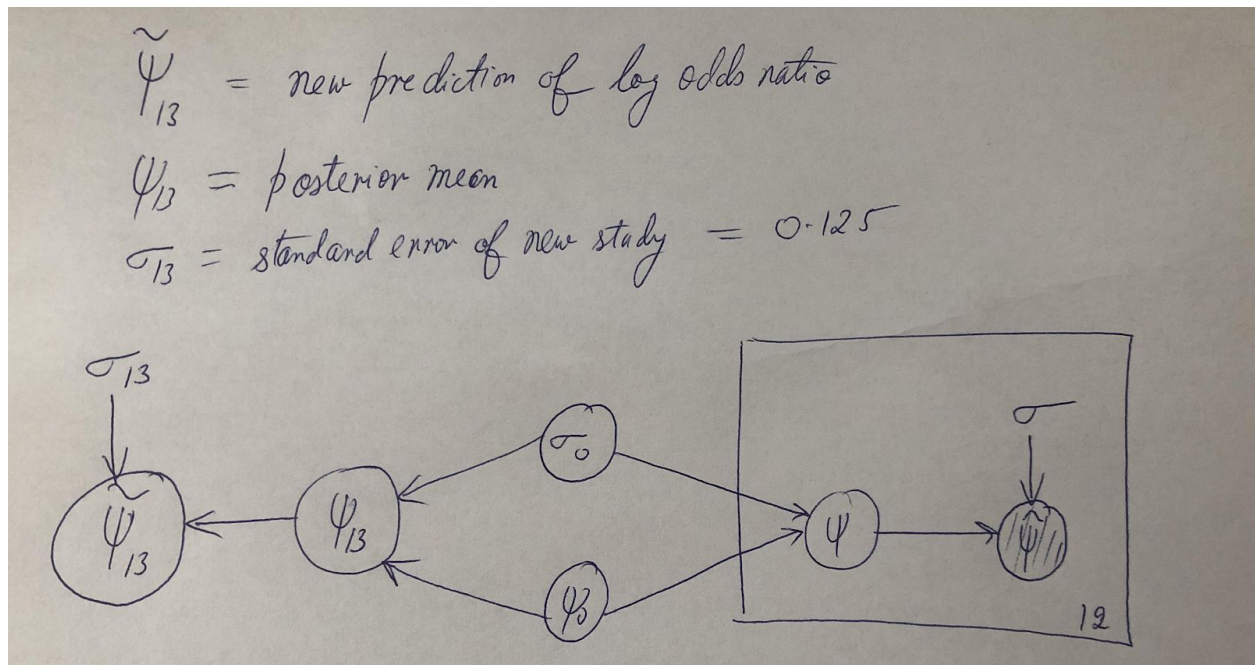 ψ̃₁₃ = new prediction of log odds ratio
ψ₁₃ = posterior mean
σ₁₃ = standard error of new study = 0.125
σ₁₃
σ₀ σ
ψ̃₁₃ ψ₁₃ ψ ψ̃
12